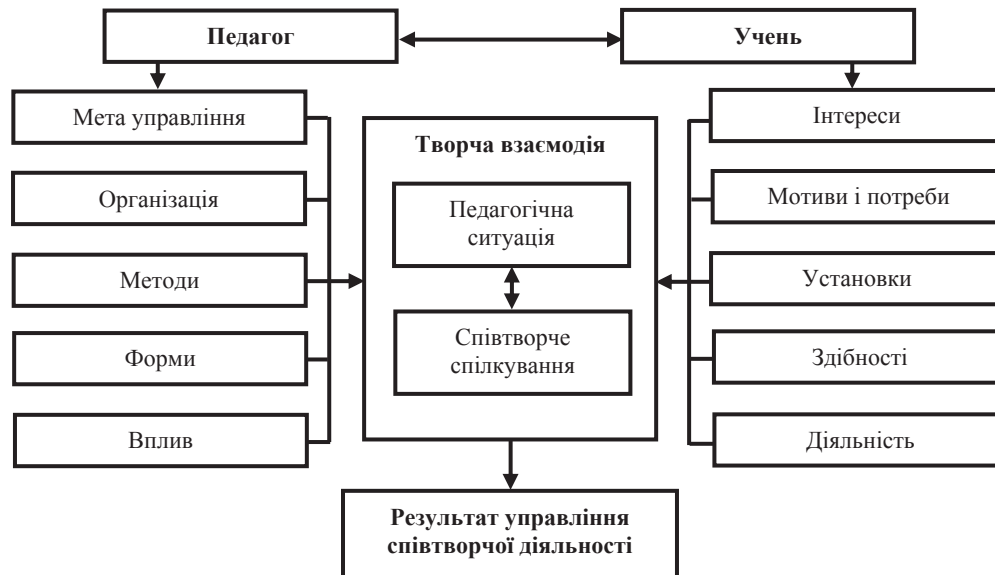 Педагог
Учень
Мета управління
Організація
Методи
Форми
Вплив
Творча взаємодія
Педагогічна
ситуація
Співтворче
спілкування
Інтереси
Мотиви і потреби
Установки
Здібності
Діяльність
Результат управління
співтворчої діяльності